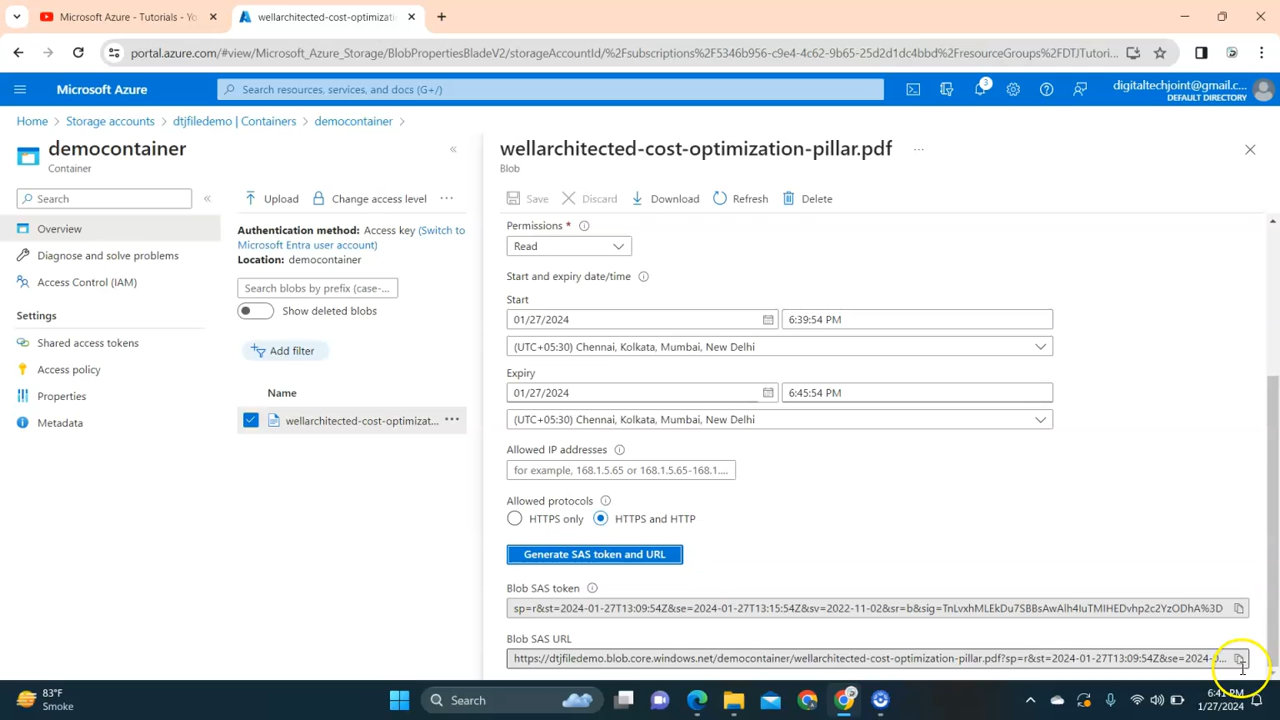 Microsoft Azure - Tutorials - Yo
wellarchitected-cost-optimizatio
portal.azure.com/#view/Microsoft_Azure_Storage/BlobPropertiesBladeV2/storageAccountId/%2Fsubscriptions%2F5346b956-c9e4-4c62-9b65-25d2d1dc4bbd%2FresourceGroups%2FDTJTutori...
Microsoft Azure
Search resources, services, and docs (G+/)
3
digitaltechjoint@gmail.c...
DEFAULT DIRECTORY
Home
Storage accounts
dtjfiledemo | Containers
democontainer
democontainer
Container
Search
Overview
Diagnose and solve problems
Access Control (IAM)
Settings
Shared access tokens
Access policy
Properties
Metadata
Upload
Change access level
Authentication method: Access key (Switch to
Microsoft Entra user account)
Location: democontainer
Search blobs by prefix (case-...
Show deleted blobs
Add filter
Name
wellarchitected-cost-optimizat...
wellarchitected-cost-optimization-pillar.pdf
Blob
Save
Discard
Download
Refresh
Delete
Permissions *
Read
Start and expiry date/time
Start
01/27/2024
6:39:54 PM
(UTC+05:30) Chennai, Kolkata, Mumbai, New Delhi
Expiry
01/27/2024
6:45:54 PM
(UTC+05:30) Chennai, Kolkata, Mumbai, New Delhi
Allowed IP addresses
for example, 168.1.5.65 or 168.1.5.65-168.1....
Allowed protocols
HTTPS only
HTTPS and HTTP
Generate SAS token and URL
Blob SAS token
sp=r&st=2024-01-27T13:09:54Z&se=2024-01-27T13:15:54Z&sv=2022-11-02&sr=b&sig=TnLvxhMLEkDu7SBBsAwAlh4IuTMIHEDvhp2c2YzODhA%3D
Blob SAS URL
https://dtjfiledemo.blob.core.windows.net/democontainer/wellarchitected-cost-optimization-pillar.pdf?sp=r&st=2024-01-27T13:09:54Z&se=2024-0...
83°F
Smoke
Search
6:41 PM
1/27/2024